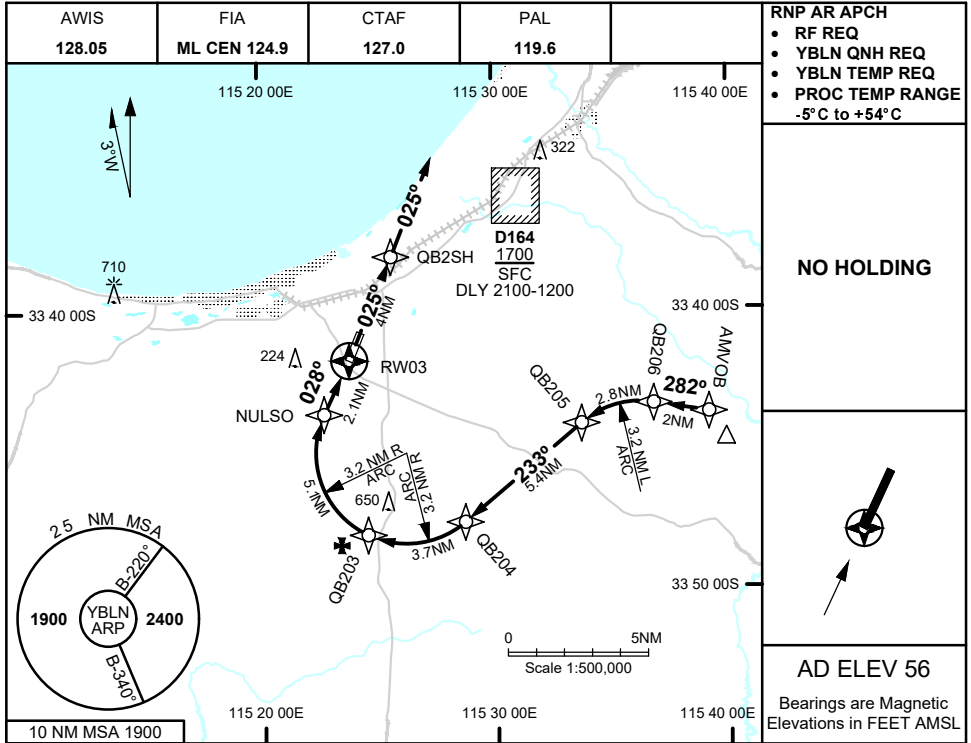 AWIS
128.05
FIA
ML CEN 124.9
CTAF
127.0
PAL
119.6
RNP AR APCH
• RF REQ
• YBLN QNH REQ
• YBLN TEMP REQ
• PROC TEMP RANGE
-5°C to +54°C
NO HOLDING
AD ELEV 56
Bearings are Magnetic
Elevations in FEET AMSL
115 20 00E
115 30 00E
115 40 00E
3°W
322
025º
D164
1700
SFC
DLY 2100-1200
QB2SH
710
33 40 00S
33 40 00S
025º
4NM
224
RW03
028º
2.1NM
NULSO
QB205
2.8NM
QB206
282º
2NM
AMVOB
3.2 NM L
ARC
233º
5.4NM
3.2 NM R
ARC
3.2 NM R
ARC
5.1NM
650
QB203
3.7NM
QB204
33 50 00S
25 NM MSA
B-220°
1900
YBLN
ARP
2400
B-340°
0
5NM
Scale 1:500,000
115 20 00E
115 30 00E
115 40 00E
10 NM MSA 1900